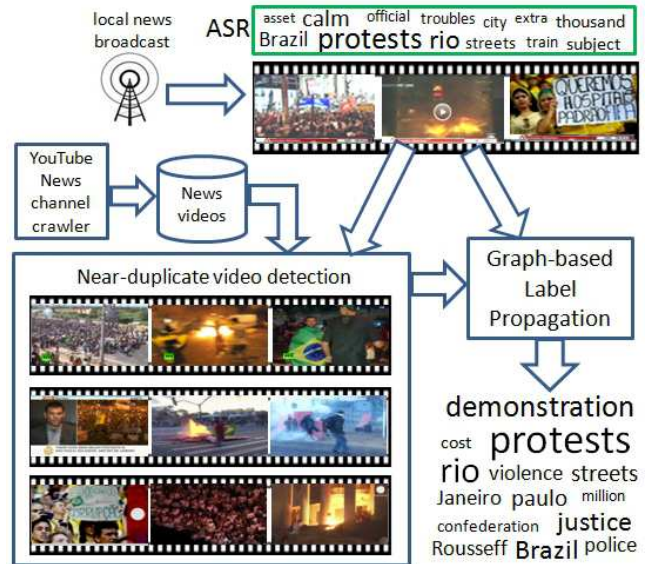 local news
broadcast
ASR
asset calm official troubles city extra thousand
Brazil protests rio streets train subject
QUEREMOS
HOSPITAIS
PADRÃO FIFA
YouTube
News
channel
crawler
News
videos
Near-duplicate video detection
Graph-based
Label
Propagation
demonstration
cost protests
rio violence streets
Janeiro paulo million
confederation justice
Rousseff Brazil police